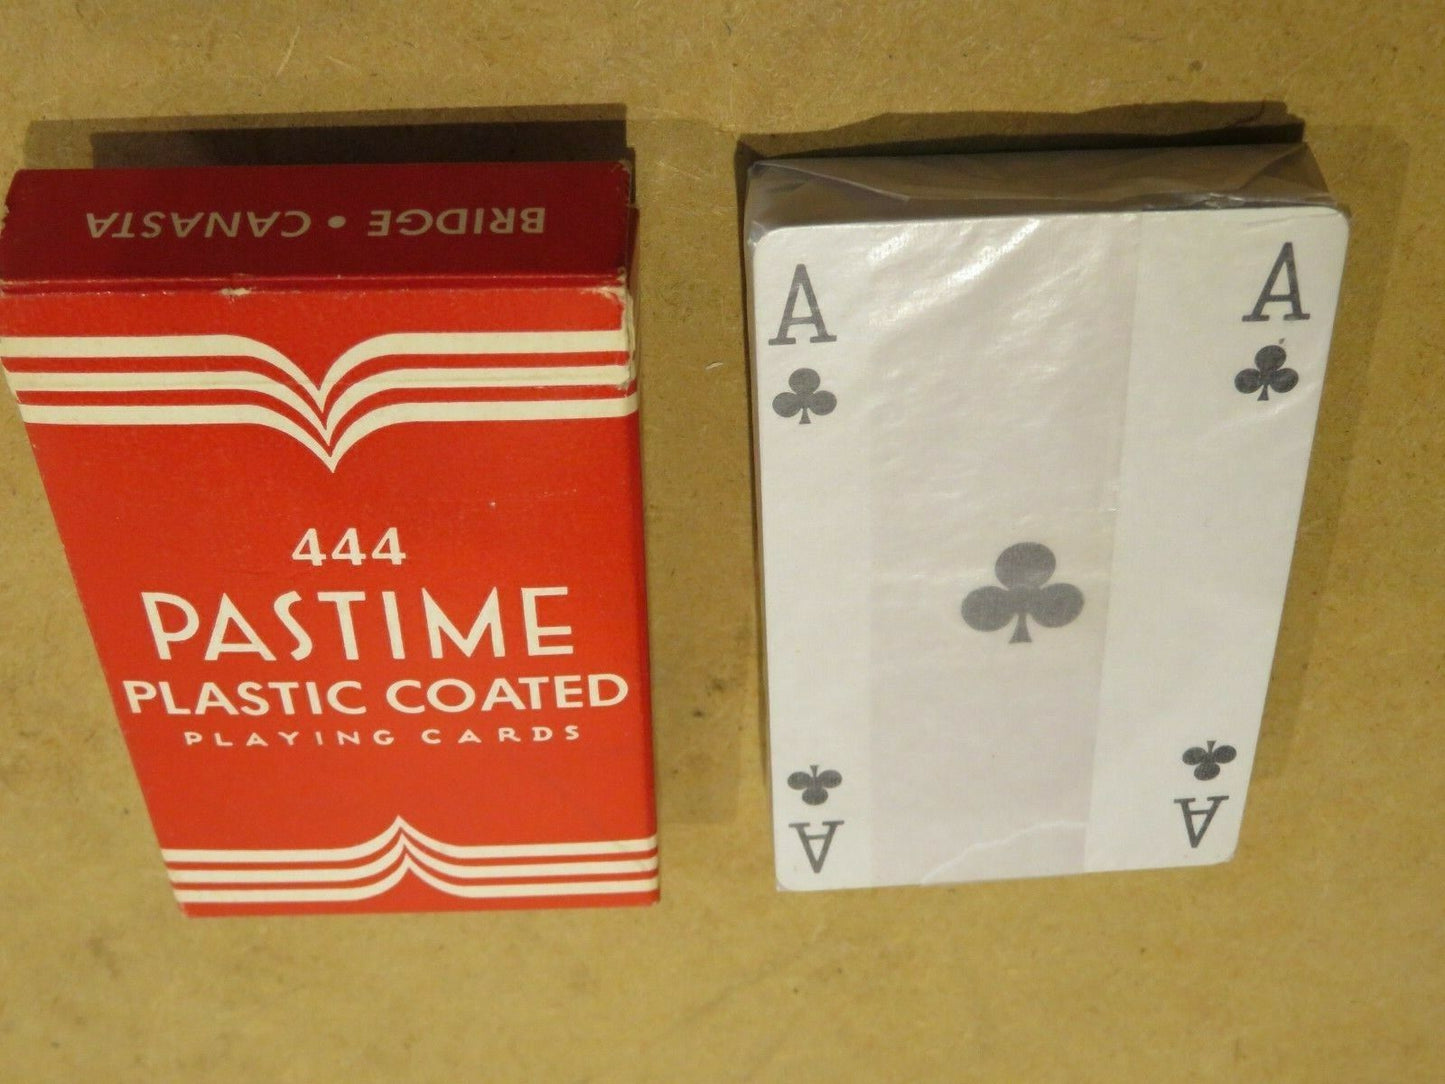 BRIDGE • CANASTA
444
PASTIME
PLASTIC COATED
PLAYING CARDS
A
A
A
A